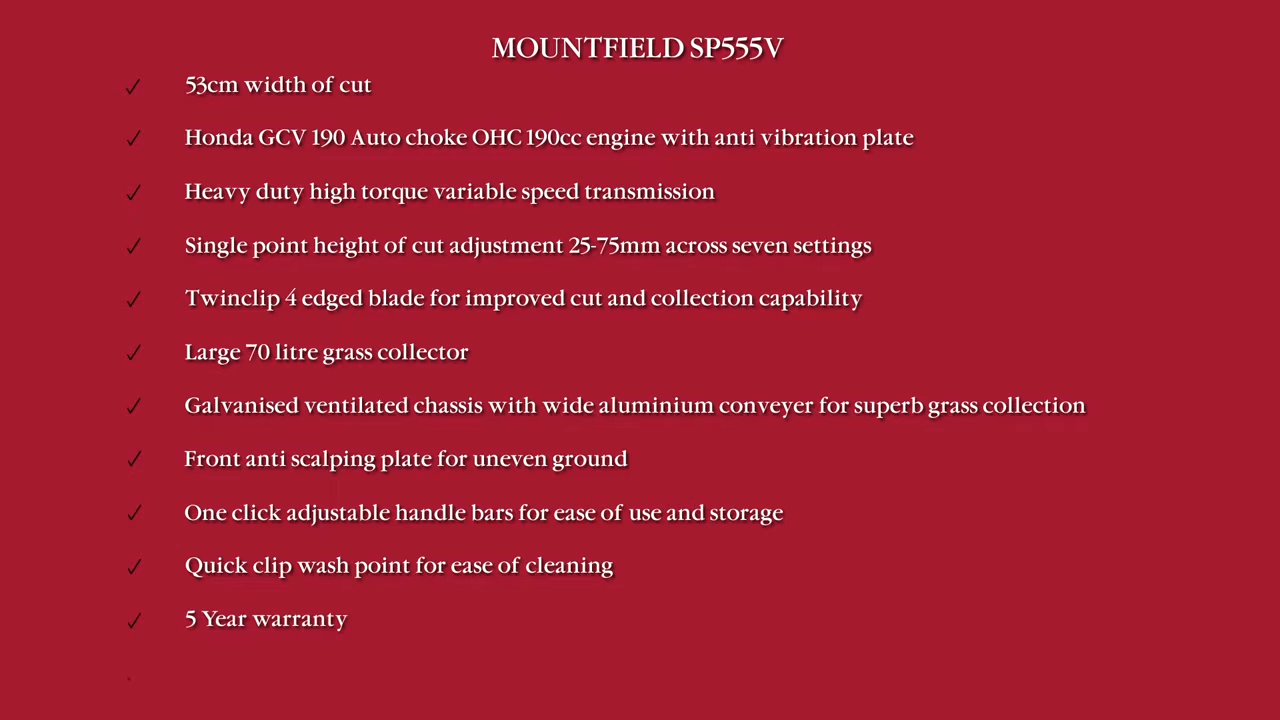 MOUNTFIELD SP555V
✓ 53cm width of cut
✓ Honda GCV 190 Auto choke OHC 190cc engine with anti vibration plate
✓ Heavy duty high torque variable speed transmission
✓ Single point height of cut adjustment 25-75mm across seven settings
✓ Twinclip 4 edged blade for improved cut and collection capability
✓ Large 70 litre grass collector
✓ Galvanised ventilated chassis with wide aluminium conveyer for superb grass collection
✓ Front anti scalping plate for uneven ground
✓ One click adjustable handle bars for ease of use and storage
✓ Quick clip wash point for ease of cleaning
✓ 5 Year warranty